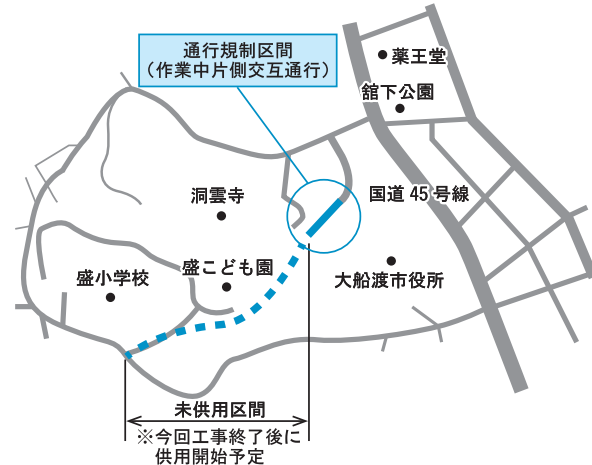 通行規制区間
（作業中片側交互通行）
薬王堂
舘下公園
洞雲寺
国道45号線
盛小学校
盛こども園
大船渡市役所
未供用区間
※今回工事終了後に
供用開始予定